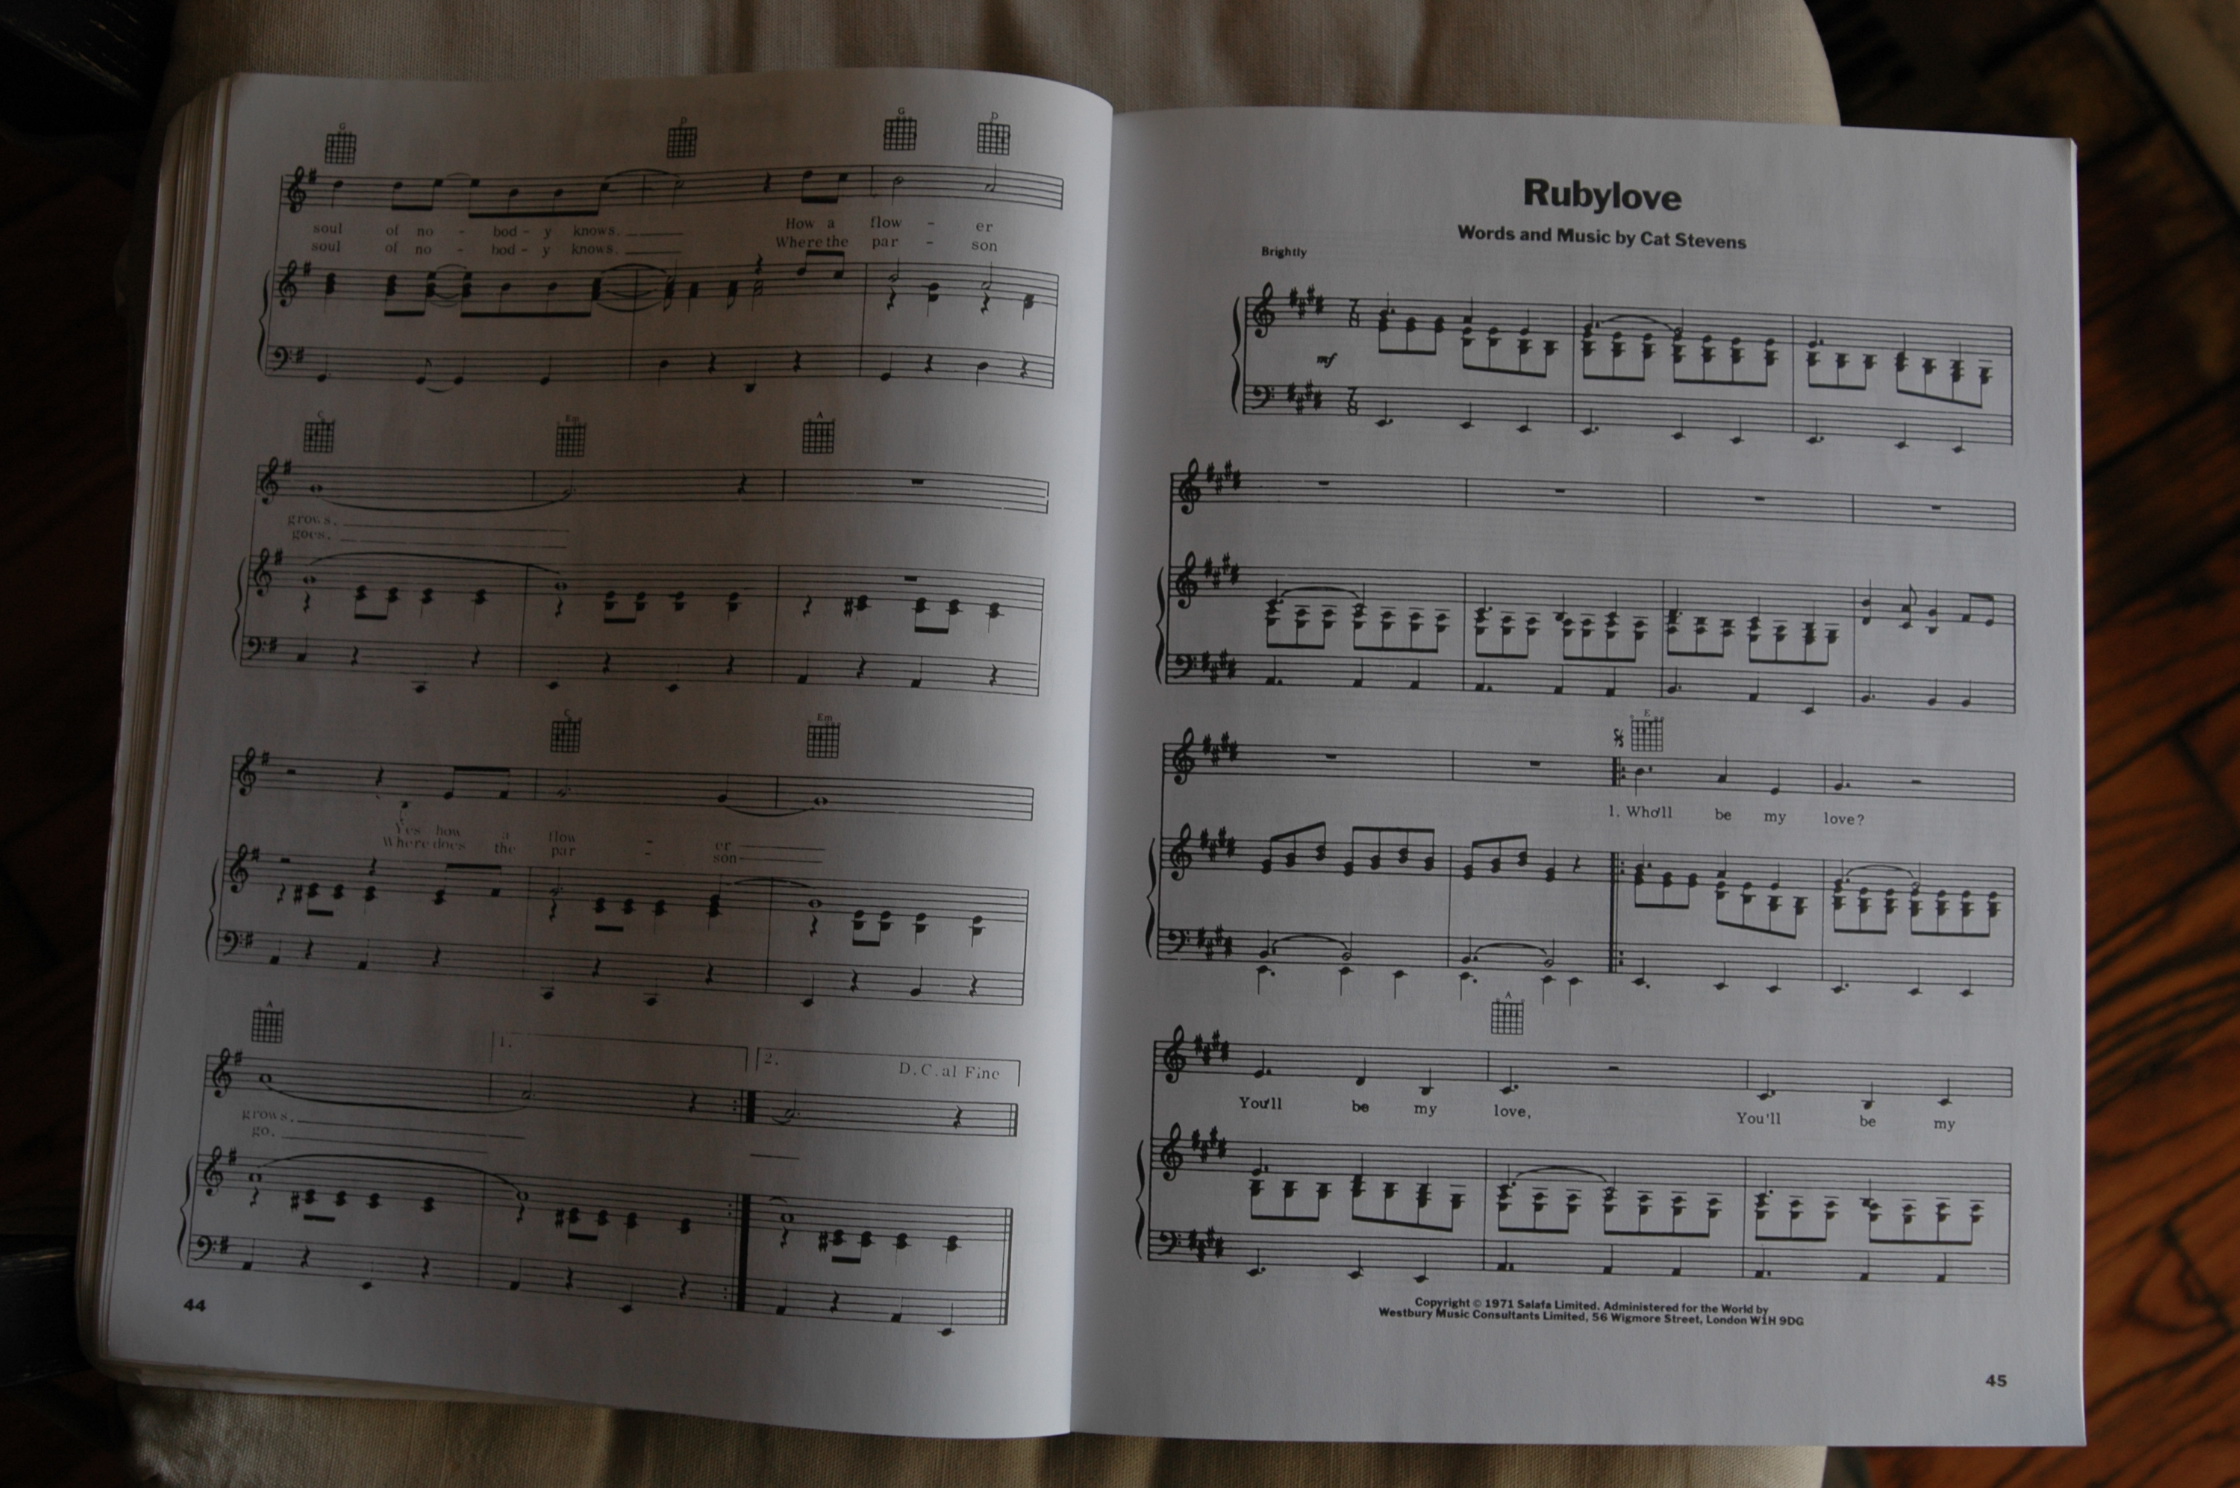 G D G D
soul of no - bod - y knows. How a flow - er
soul of no - bod - y knows. Where the par - son
C Em A
grows.
goes.
C Em
Yes how a flow - er
Where does the par - son
A
1. 2. D.C. al Fine
grows.
go.
44
Rubylove
Words and Music by Cat Stevens
Brightly
7 8
mf
7 8
E
1. Who'll be my love?
A
You'll be my love, You'll be my
Copyright © 1971 Salafa Limited. Administered for the World by
Westbury Music Consultants Limited, 56 Wigmore Street, London W1H 9DG
45